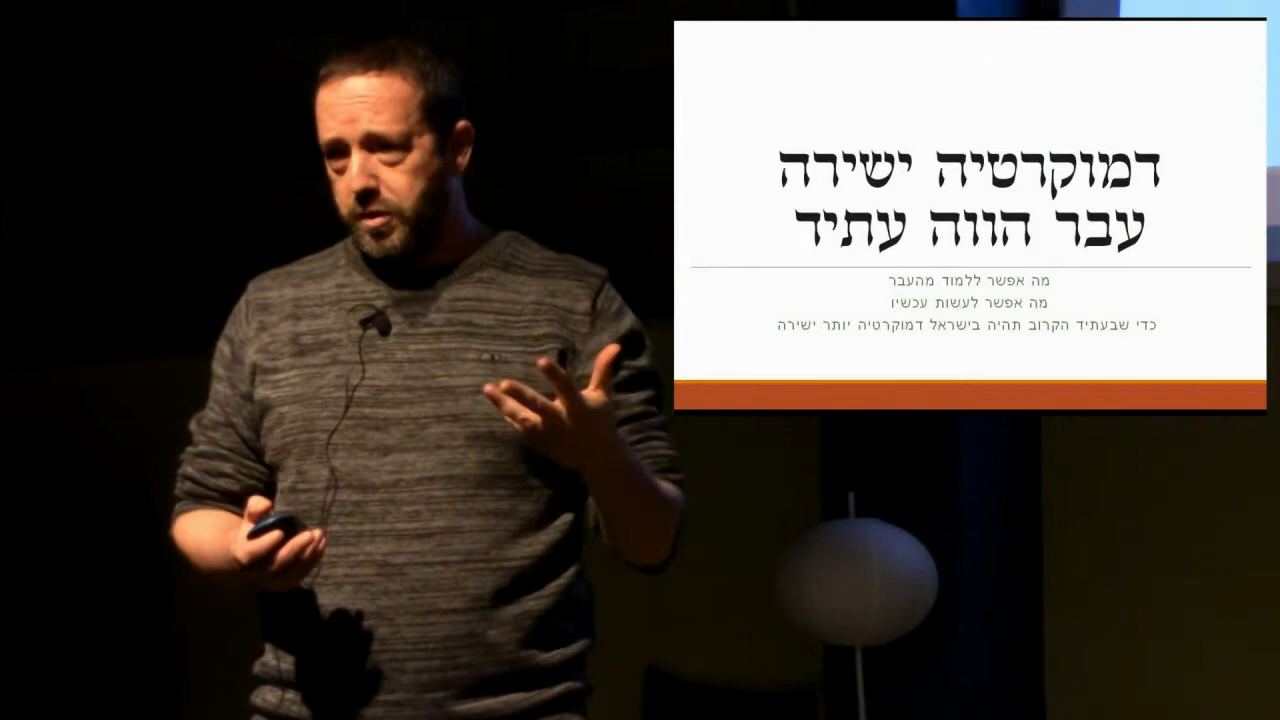 דמוקרטיה ישירה
עבר הווה עתיד
מה אפשר ללמוד מהעבר
מה אפשר לעשות עכשיו
כדי שבעתיד הקרוב תהיה בישראל דמוקרטיה יותר ישירה